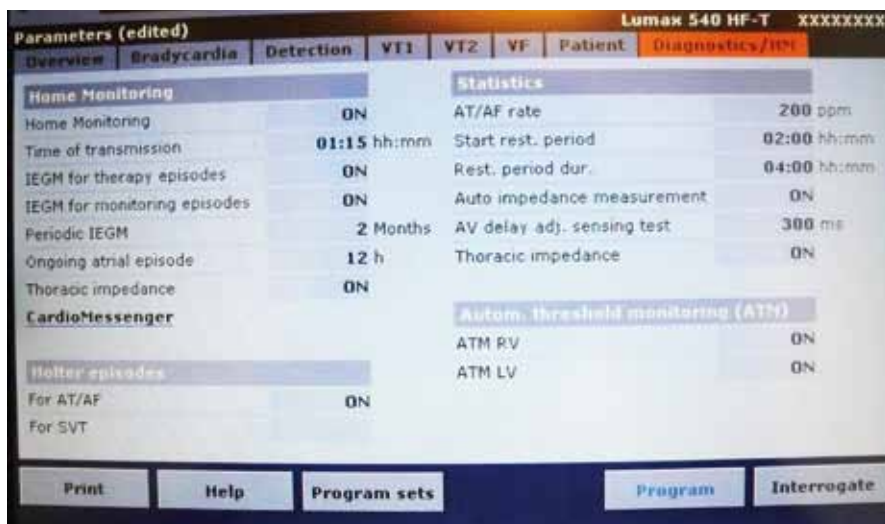 Parameters (edited)
Lumax 540 HF-T XXXXXXXX
Overview Bradycardia Detection VT1 VT2 VF Patient Diagnostics/HM
Home Monitoring
Home Monitoring ON
Time of transmission 01:15 hh:mm
IEGM for therapy episodes ON
IEGM for monitoring episodes ON
Periodic IEGM 2 Months
Ongoing atrial episode 12 h
Thoracic impedance ON
CardioMessenger
Holter episodes
For AT/AF ON
For SVT
Statistics
AT/AF rate 200 ppm
Start rest. period 02:00 hh:mm
Rest. period dur. 04:00 hh:mm
Auto impedance measurement ON
AV delay adj. sensing test 300 ms
Thoracic impedance ON
Autom. threshold monitoring (ATM)
ATM RV ON
ATM LV ON
Print Help Program sets Program Interrogate